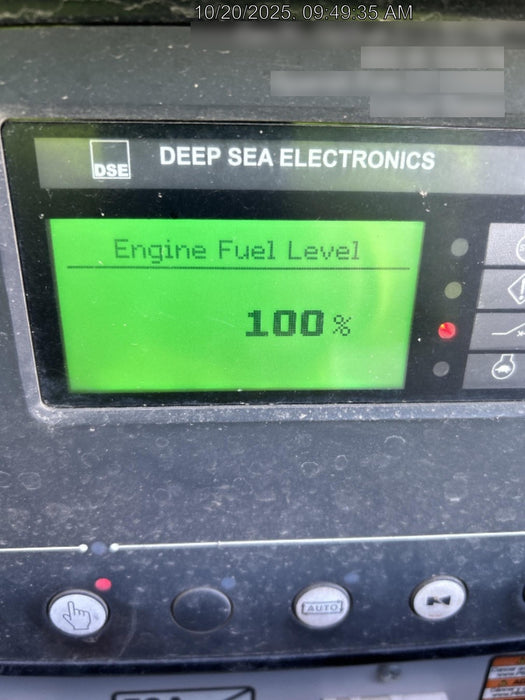 10/20/2025, 09:49:35 AM
DSE
DEEP SEA ELECTRONICS
Engine Fuel Level
100 %
AUTO